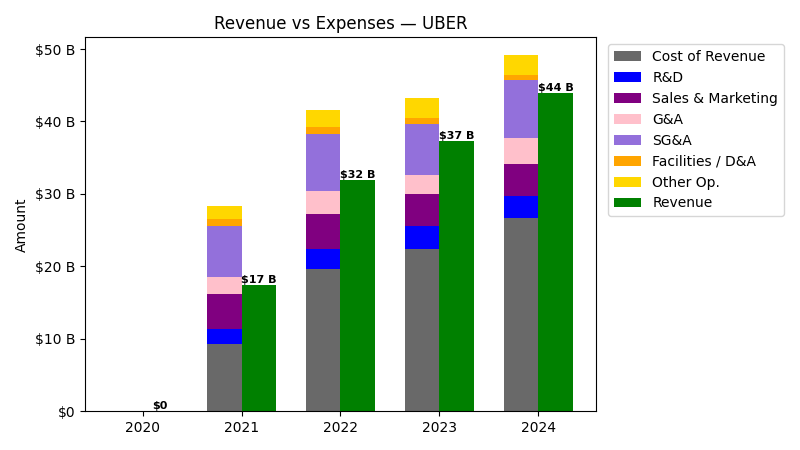 Revenue vs Expenses — UBER
$50 B
$40 B
$30 B
$20 B
$10 B
$0
Amount
$0
$17 B
$32 B
$37 B
$44 B
2020
2021
2022
2023
2024
Cost of Revenue
R&D
Sales & Marketing
G&A
SG&A
Facilities / D&A
Other Op.
Revenue